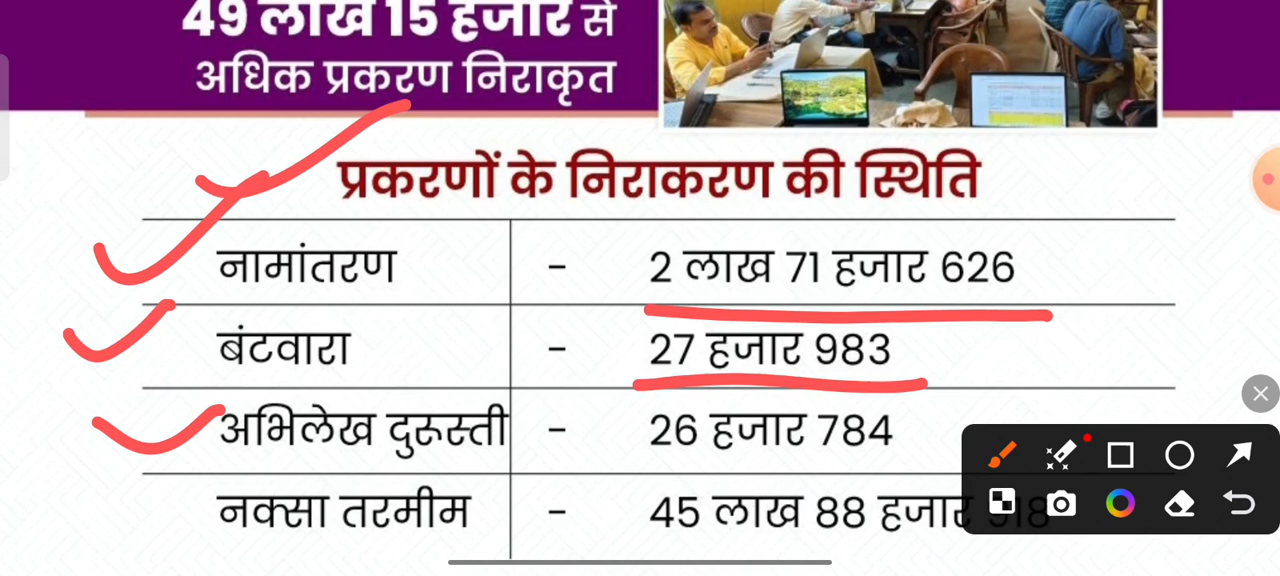 49 लाख 15 हजार से
अधिक प्रकरण निराकृत
प्रकरणों के निराकरण की स्थिति
नामांतरण - 2 लाख 71 हजार 626
बंटवारा - 27 हजार 983
अभिलेख दुरूस्ती - 26 हजार 784
नक्सा तरमीम - 45 लाख 88 हजार